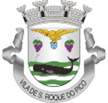 VILA DE S. ROQUE DO PICO